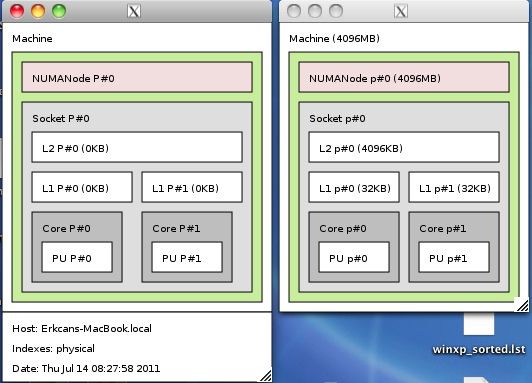 Machine
NUMANode P#0
Socket P#0
L2 P#0 (0KB)
L1 P#0 (0KB)
L1 P#1 (0KB)
Core P#0
Core P#1
PU P#0
PU P#1
Host: Erkcans-MacBook.local
Indexes: physical
Date: Thu Jul 14 08:27:58 2011
Machine (4096MB)
NUMANode p#0 (4096MB)
Socket p#0
L2 p#0 (4096KB)
L1 p#0 (32KB)
L1 p#1 (32KB)
Core p#0
Core p#1
PU p#0
PU p#1
winxp_sorted.lst